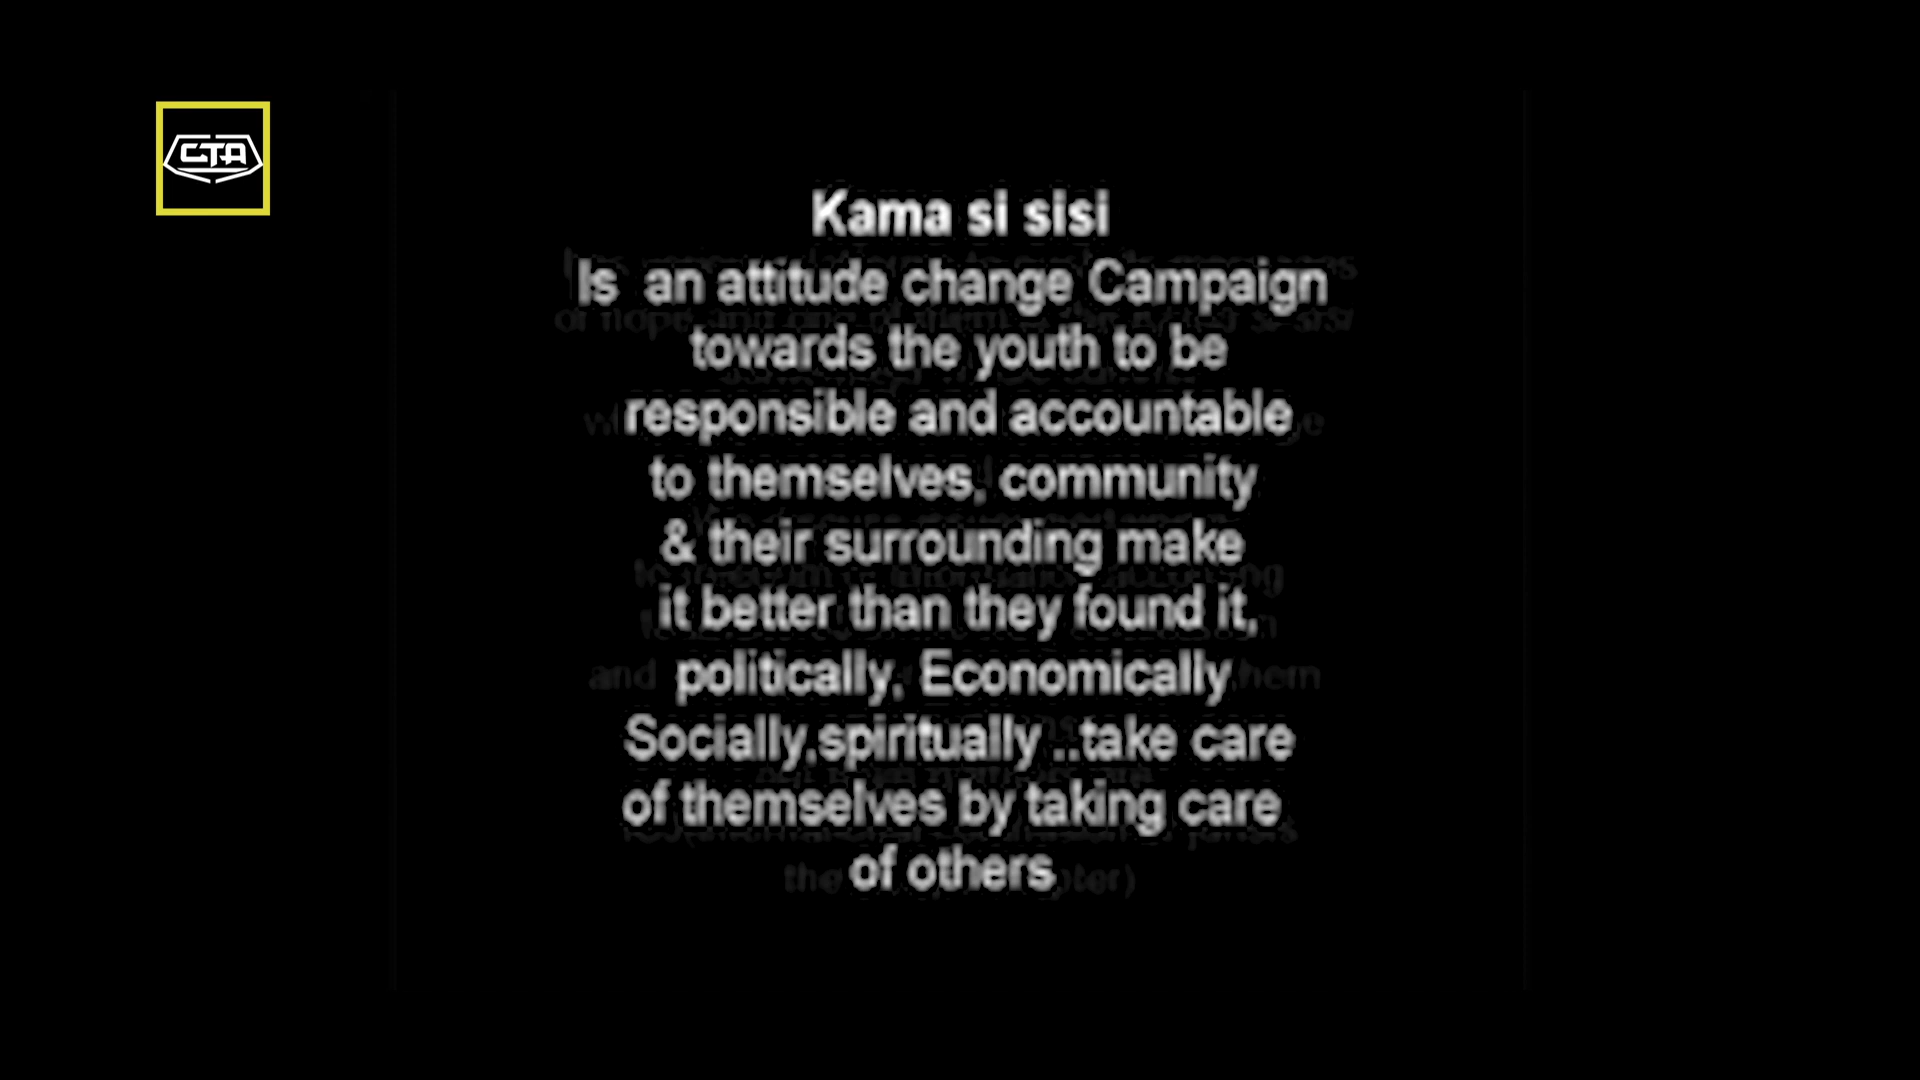 CTA
Kama si sisi
Is an attitude change Campaign
towards the youth to be
responsible and accountable
to themselves, community
& their surrounding make
it better than they found it,
politically, Economically
Socially,spiritually ..take care
of themselves by taking care
of others